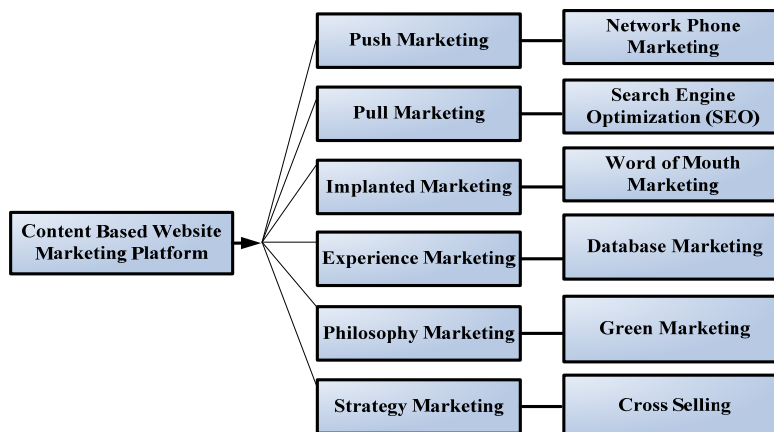 Push Marketing
Network Phone
Marketing
Pull Marketing
Search Engine
Optimization (SEO)
Implanted Marketing
Word of Mouth
Marketing
Content Based Website
Marketing Platform
Experience Marketing
Database Marketing
Philosophy Marketing
Green Marketing
Strategy Marketing
Cross Selling